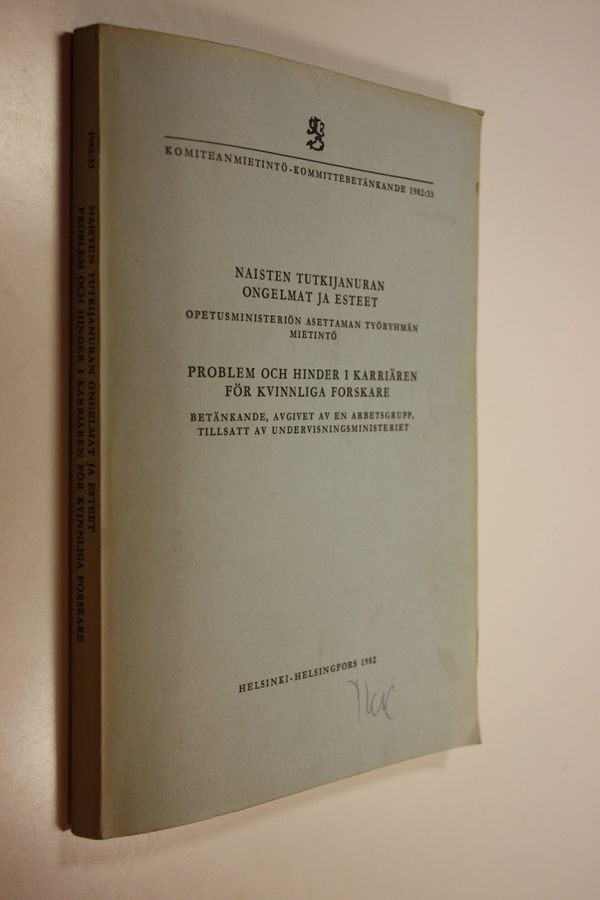 KOMITEANMIETINTÖ-KOMMITTÉBETÄNKANDE 1982:33
NAISTEN TUTKIJANURAN
ONGELMAT JA ESTEET
OPETUSMINISTERIÖN ASETTAMAN TYÖRYHMÄN
MIETINTÖ
PROBLEM OCH HINDER I KARRIÄREN
FÖR KVINNLIGA FORSKARE
BETÄNKANDE, AVGIVET AV EN ARBETSGRUPP,
TILLSATT AV UNDERVISNINGSMINISTERIET
HELSINKI-HELSINGFORS 1982
1982:33 NAISTEN TUTKIJANURAN ONGELMAT JA ESTEET
PROBLEM OCH HINDER I KARRIÄREN FÖR KVINNLIGA FORSKARE